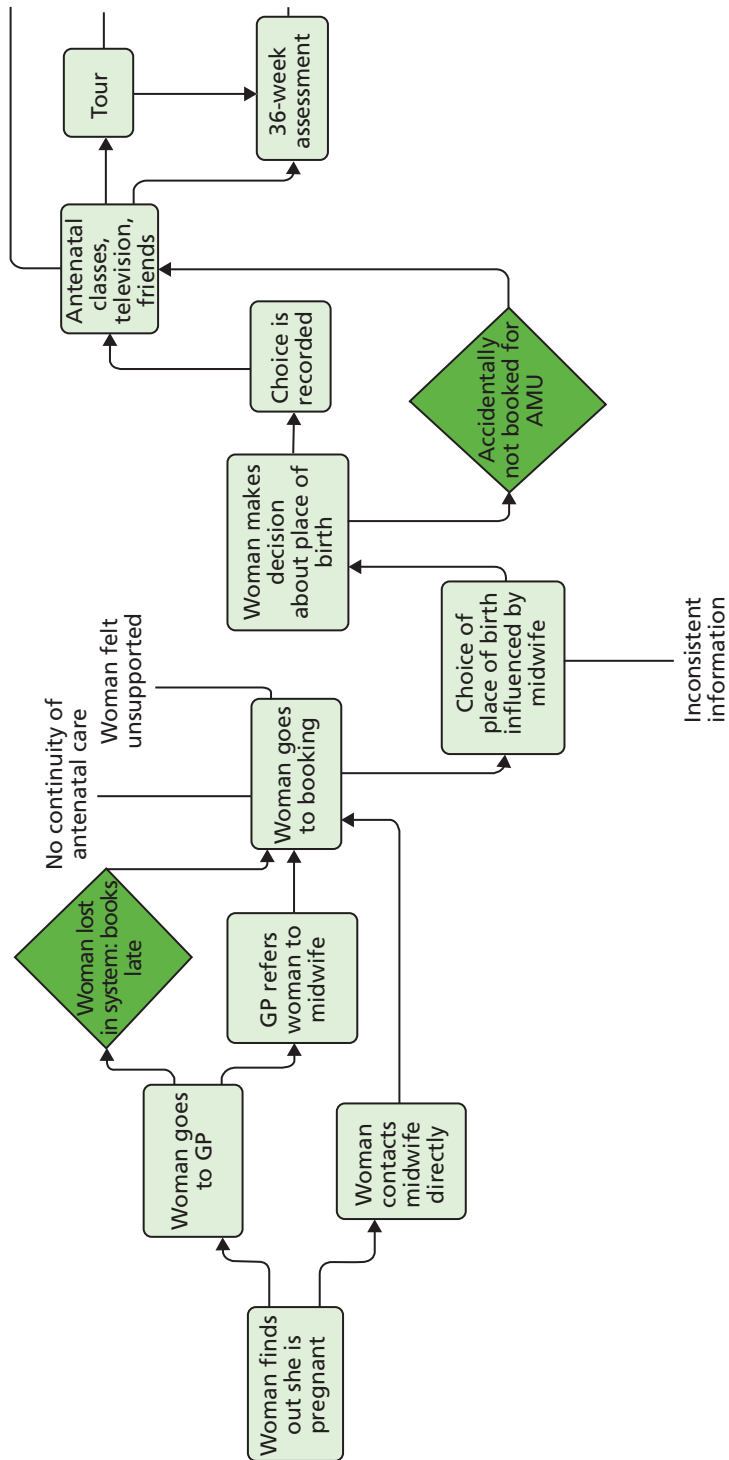 Woman finds
out she is
pregnant
Woman goes
to GP
Woman
contacts
midwife
directly
Woman lost
in system: books
late
GP refers
woman to
midwife
No continuity of
antenatal care
Woman felt
unsupported
Woman goes
to booking
Choice of
place of birth
influenced by
midwife
Inconsistent
information
Woman makes
decision
about place of
birth
Choice is
recorded
Accidentally
not booked for
AMU
Antenatal
classes,
television,
friends
Tour
36-week
assessment